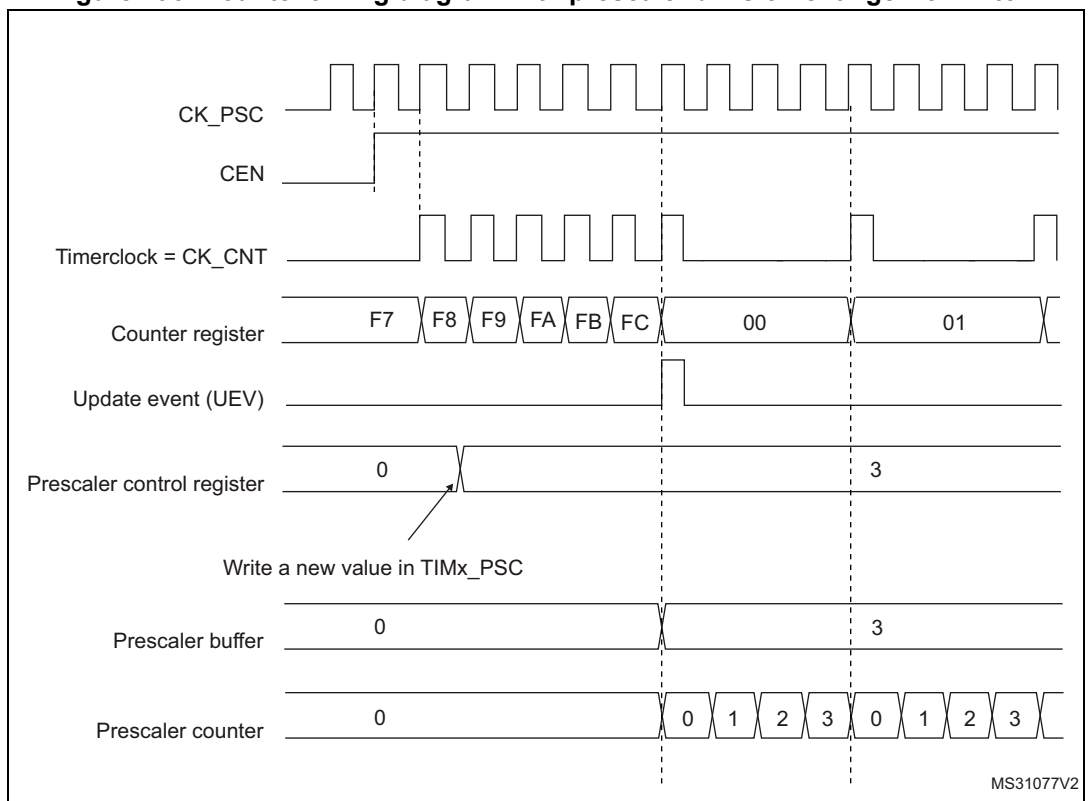 CK_PSC
CEN
Timerclock = CK_CNT
Counter register
F7 F8 F9 FA FB FC 00 01
Update event (UEV)
Prescaler control register
0 3
Write a new value in TIMx_PSC
Prescaler buffer
0 3
Prescaler counter
0 0 1 2 3 0 1 2 3
MS31077V2